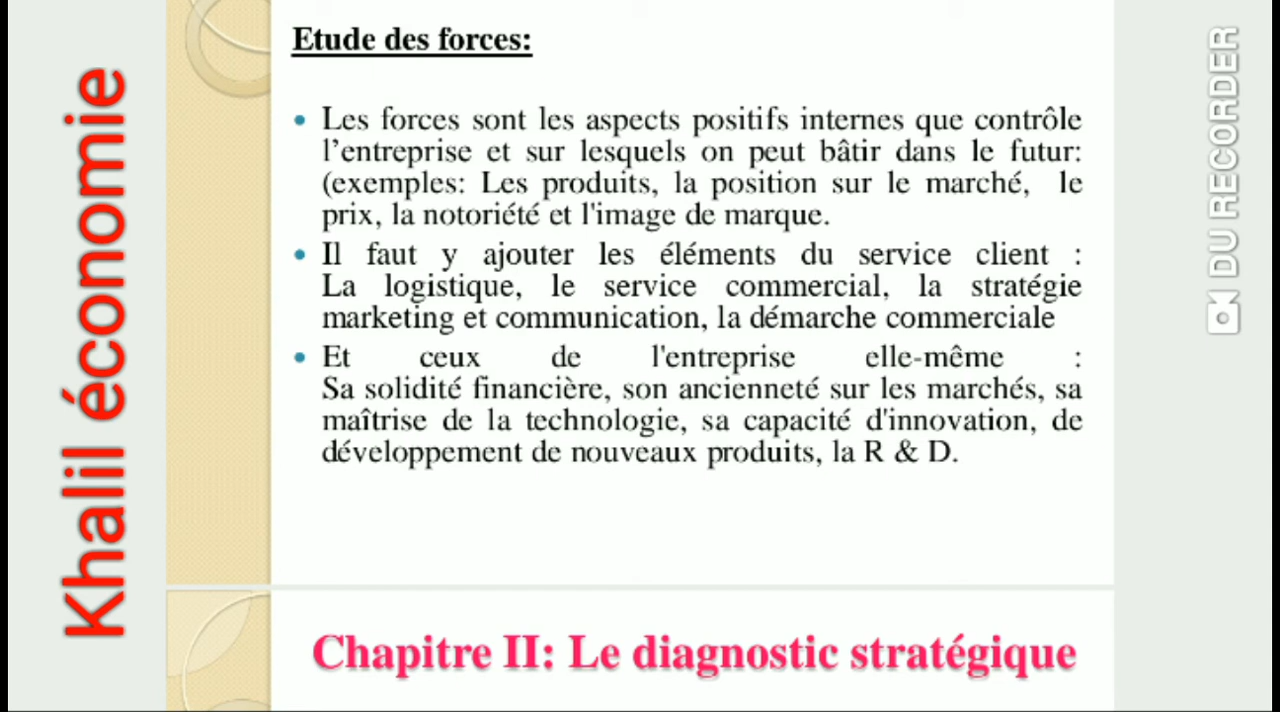 Etude des forces:
Les forces sont les aspects positifs internes que contrôle
l’entreprise et sur lesquels on peut bâtir dans le futur:
(exemples: Les produits, la position sur le marché, le
prix, la notoriété et l'image de marque.
Il faut y ajouter les éléments du service client :
La logistique, le service commercial, la stratégie
marketing et communication, la démarche commerciale
Et ceux de l'entreprise elle-même :
Sa solidité financière, son ancienneté sur les marchés, sa
maîtrise de la technologie, sa capacité d'innovation, de
développement de nouveaux produits, la R & D.
Chapitre II: Le diagnostic stratégique
Khalil économie
DU RECORDER